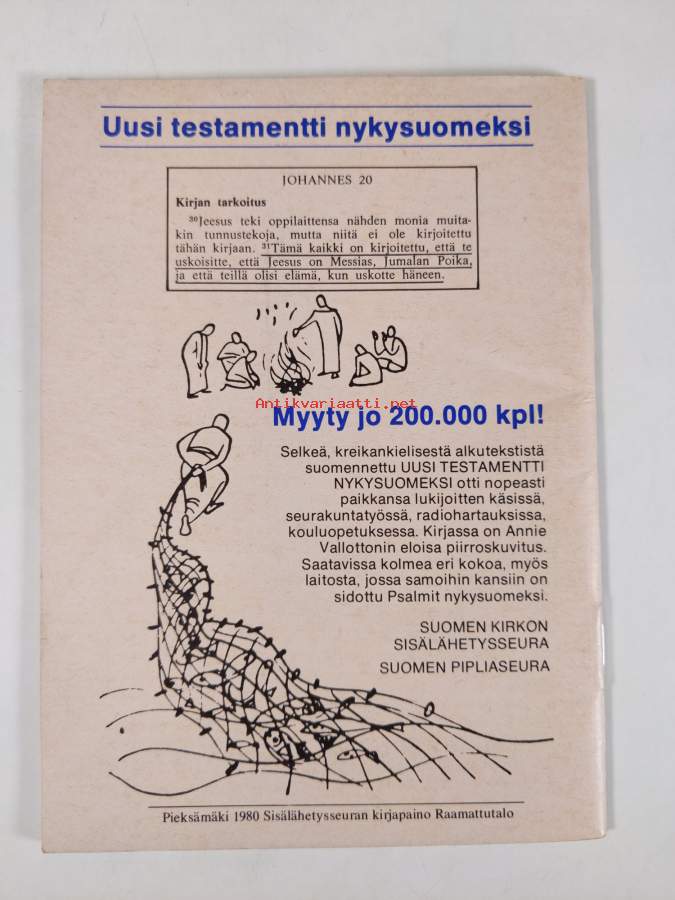 Uusi testamentti nykysuomeksi
JOHANNES 20
Kirjan tarkoitus
³⁰Jeesus teki oppilaittensa nähden monia muita-
kin tunnustekoja, mutta niitä ei ole kirjoitettu
tähän kirjaan. ³¹Tämä kaikki on kirjoitettu, että te
uskoisitte, että Jeesus on Messias, Jumalan Poika,
ja että teillä olisi elämä, kun uskotte häneen.
Antikvariaatti.net
Myyty jo 200.000 kpl!
Selkeä, kreikankielisestä alkutekstistä
suomennettu UUSI TESTAMENTTI
NYKYSUOMEKSI otti nopeasti
paikkansa lukijoitten käsissä,
seurakuntatyössä, radiohartauksissa,
kouluopetuksessa. Kirjassa on Annie
Vallottonin eloisa piirroskuvitus.
Saatavissa kolmea eri kokoa, myös
laitosta, jossa samoihin kansiin on
sidottu Psalmit nykysuomeksi.
SUOMEN KIRKON
SISÄLÄHETYSSEURA
SUOMEN PIPLIASEURA
Pieksämäki 1980 Sisälähetysseuran kirjapaino Raamattutalo